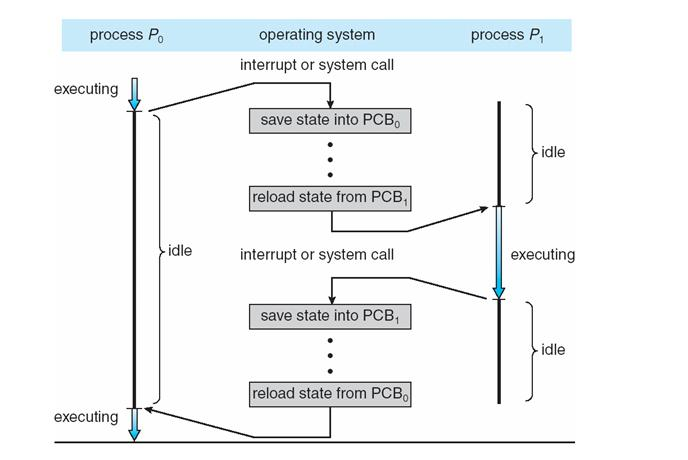 process P₀ operating system process P₁
interrupt or system call
executing
save state into PCB₀
idle
reload state from PCB₁
idle
interrupt or system call
executing
save state into PCB₁
idle
reload state from PCB₀
executing